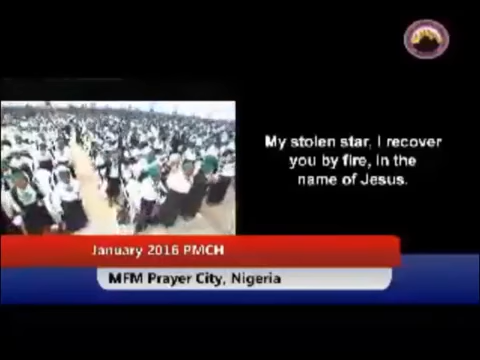 My stolen star, I recover
you by fire, in the
name of Jesus.
January 2016 PMCH
MFM Prayer City, Nigeria